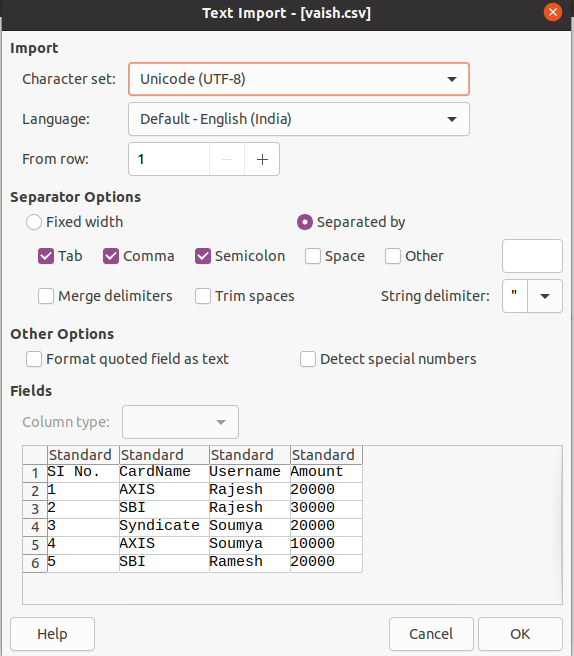 Text Import - [vaish.csv]
Import
Character set: Unicode (UTF-8)
Language: Default - English (India)
From row: 1
Separator Options
Fixed width Separated by
Tab Comma Semicolon Space Other
Merge delimiters Trim spaces String delimiter: "
Other Options
Format quoted field as text Detect special numbers
Fields
Column type:
Standard Standard Standard Standard
1 SI No. CardName Username Amount
2 1 AXIS Rajesh 20000
3 2 SBI Rajesh 30000
4 3 Syndicate Soumya 20000
5 4 AXIS Soumya 10000
6 5 SBI Ramesh 20000
Help Cancel OK